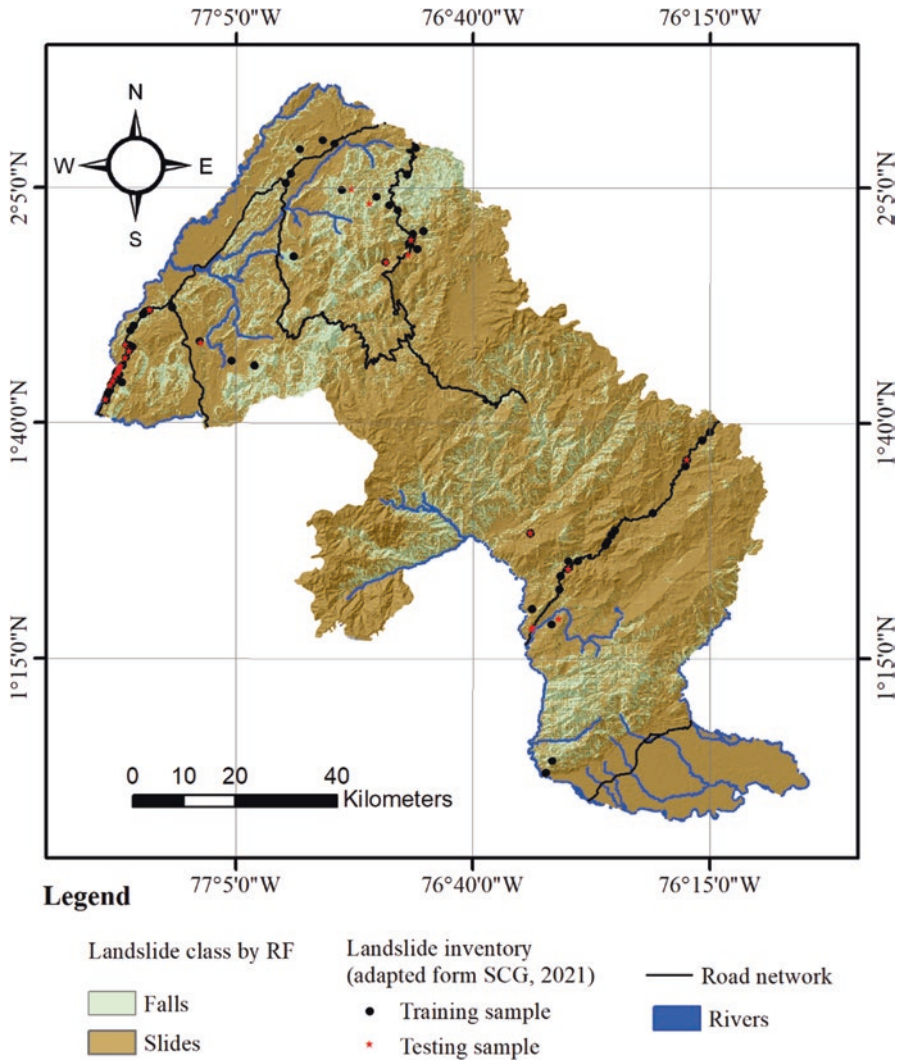 77°5'0"W 76°40'0"W 76°15'0"W
N
W E
S
2°5'0"N 2°5'0"N
1°40'0"N 1°40'0"N
1°15'0"N 1°15'0"N
0 10 20 40
Kilometers
77°5'0"W 76°40'0"W 76°15'0"W
Legend
Landslide class by RF
Falls
Slides
Landslide inventory
(adapted form SCG, 2021)
Training sample
Testing sample
Road network
Rivers